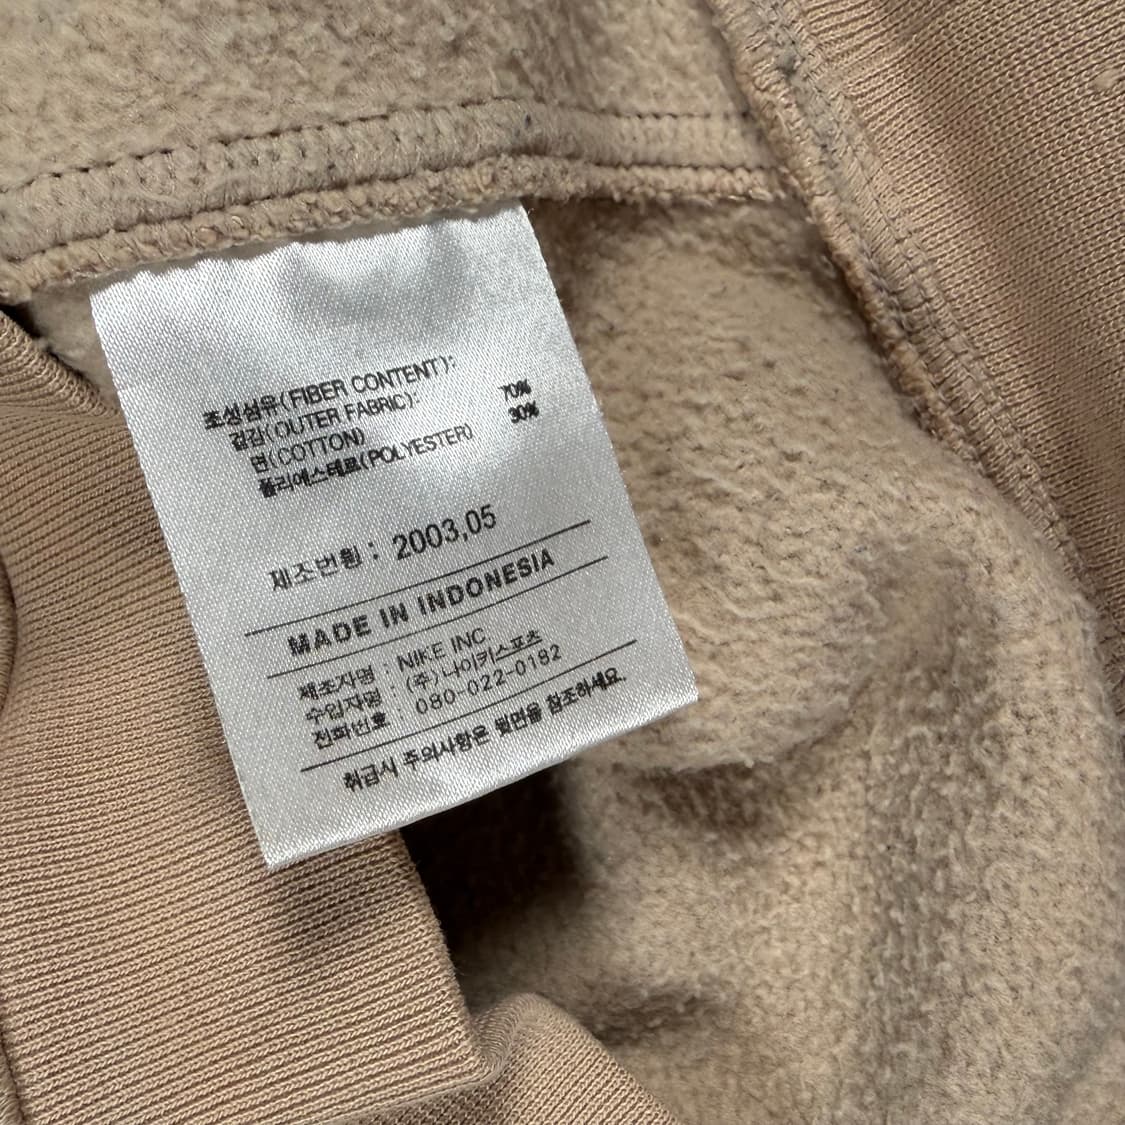 조성섬유(FIBER CONTENT):
겉감(OUTER FABRIC):
면(COTTON) 70%
폴리에스테르(POLYESTER) 30%
제조번월 : 2003,05
MADE IN INDONESIA
제조자명 : NIKE INC
수입자명 : (주)나이키스포츠
전화번호 : 080-022-0182
취급시 주의사항은 뒷면을 참조하세요.